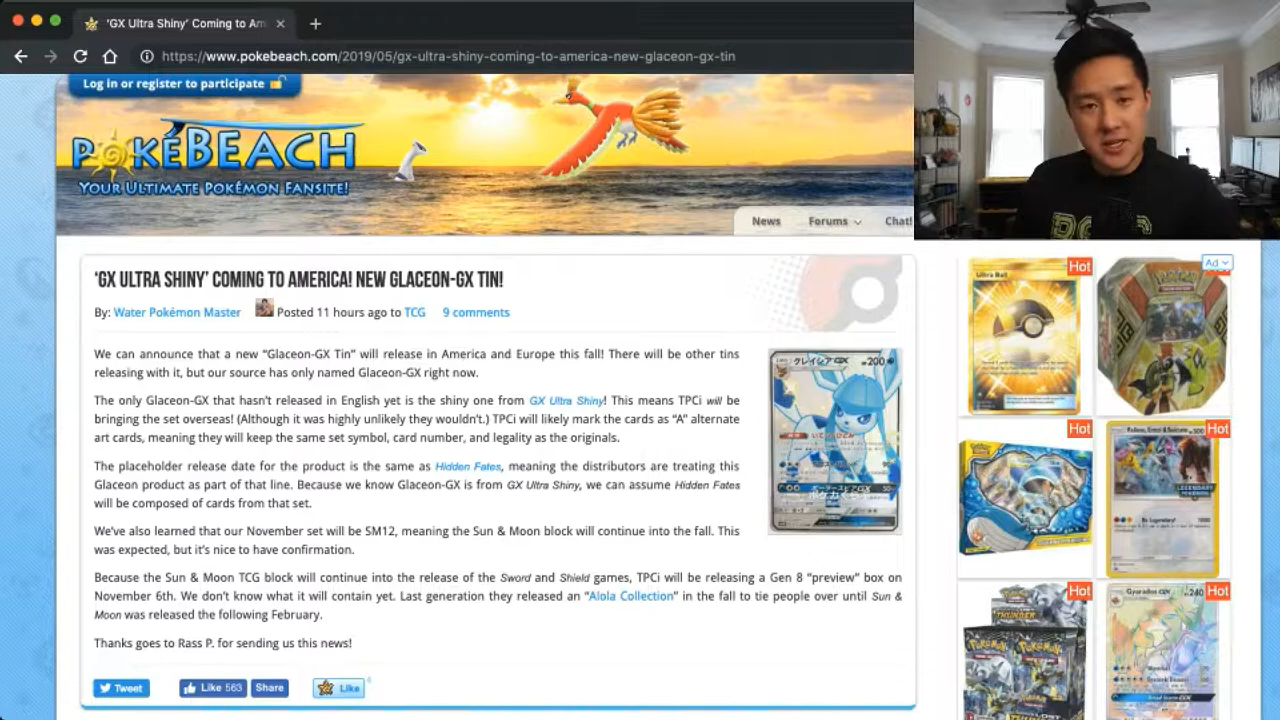 'GX Ultra Shiny' Coming to Am
https://www.pokebeach.com/2019/05/gx-ultra-shiny-coming-to-america-new-glaceon-gx-tin
Log in or register to participate
POKÉBEACH
YOUR ULTIMATE POKÉMON FANSITE!
News Forums Chat!
'GX ULTRA SHINY' COMING TO AMERICA! NEW GLACEON-GX TIN!
By: Water Pokémon Master Posted 11 hours ago to TCG 9 comments
We can announce that a new "Glaceon-GX Tin" will release in America and Europe this fall! There will be other tins
releasing with it, but our source has only named Glaceon-GX right now.
The only Glaceon-GX that hasn't released in English yet is the shiny one from GX Ultra Shiny! This means TPCi will be
bringing the set overseas! (Although it was highly unlikely they wouldn't.) TPCi will likely mark the cards as "A" alternate
art cards, meaning they will keep the same set symbol, card number, and legality as the originals.
The placeholder release date for the product is the same as Hidden Fates, meaning the distributors are treating this
Glaceon product as part of that line. Because we know Glaceon-GX is from GX Ultra Shiny, we can assume Hidden Fates
will be composed of cards from that set.
We've also learned that our November set will be SM12, meaning the Sun & Moon block will continue into the fall. This
was expected, but it's nice to have confirmation.
Because the Sun & Moon TCG block will continue into the release of the Sword and Shield games, TPCi will be releasing a Gen 8 "preview" box on
November 6th. We don't know what it will contain yet. Last generation they released an "Alola Collection" in the fall to tie people over until Sun &
Moon was released the following February.
Thanks goes to Rass P. for sending us this news!
Tweet Like 563 Share Like
グレイシアGX 200
Ad
Hot
Ultra Ball
Hot
Hot
Hot
LEGENDARY
Hot
THUNDER
Pokémon
Hot
Gyarados GX 240